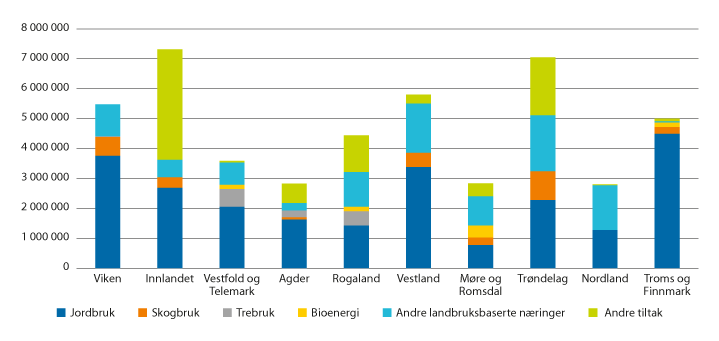 8 000 000
7 000 000
6 000 000
5 000 000
4 000 000
3 000 000
2 000 000
1 000 000
0
Viken Innlandet Vestfold og Agder Rogaland Vestland Møre og Trøndelag Nordland Troms og
Telemark Romsdal Finnmark
Jordbruk Skogbruk Trebruk Bioenergi Andre landbruksbaserte næringer Andre tiltak